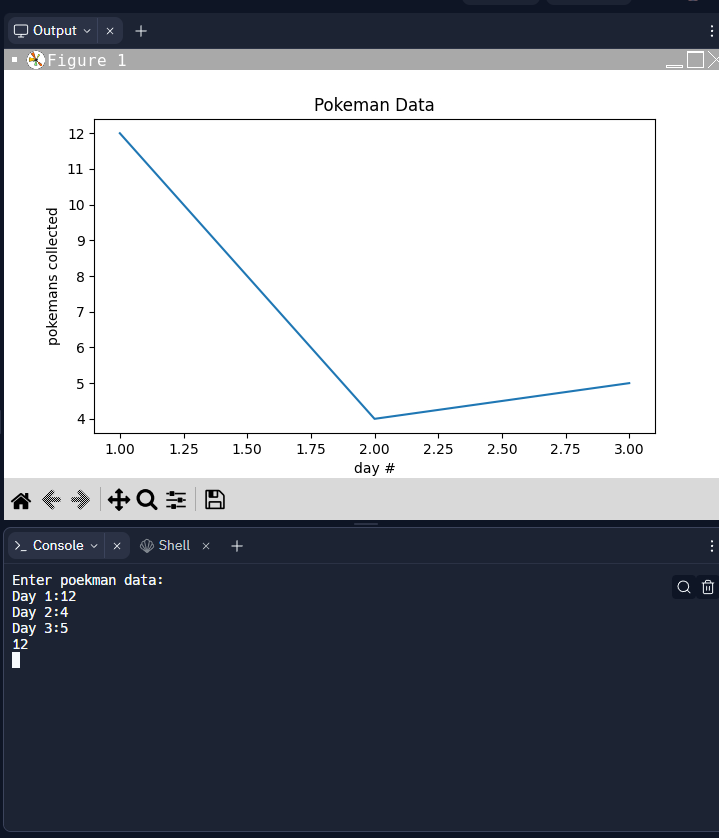 Output
Figure 1
Pokeman Data
12
11
10
9
8
7
6
5
4
pokemans collected
1.00 1.25 1.50 1.75 2.00 2.25 2.50 2.75 3.00
day #
Console
Shell
Enter poekman data:
Day 1:12
Day 2:4
Day 3:5
12